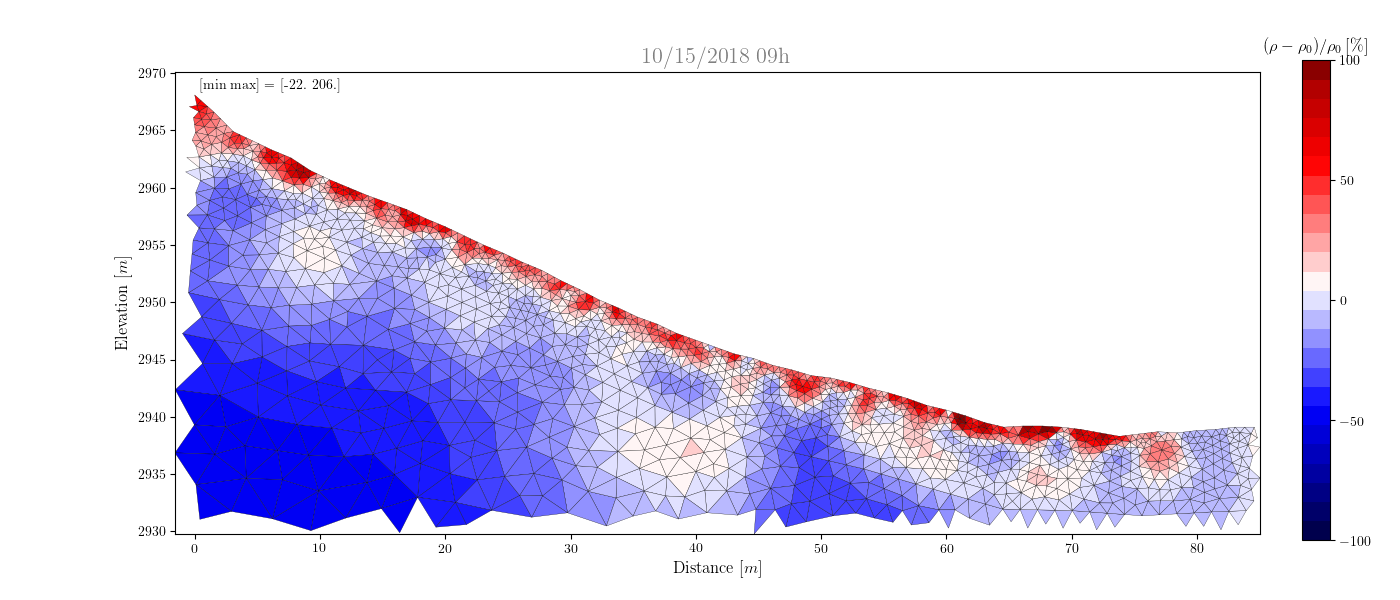 10/15/2018 09h
(ρ − ρ₀)/ρ₀ [%]
[min max] = [-22. 206.]
2970
2965
2960
2955
2950
2945
2940
2935
2930
Elevation [m]
0 10 20 30 40 50 60 70 80
Distance [m]
100
50
0
−50
−100